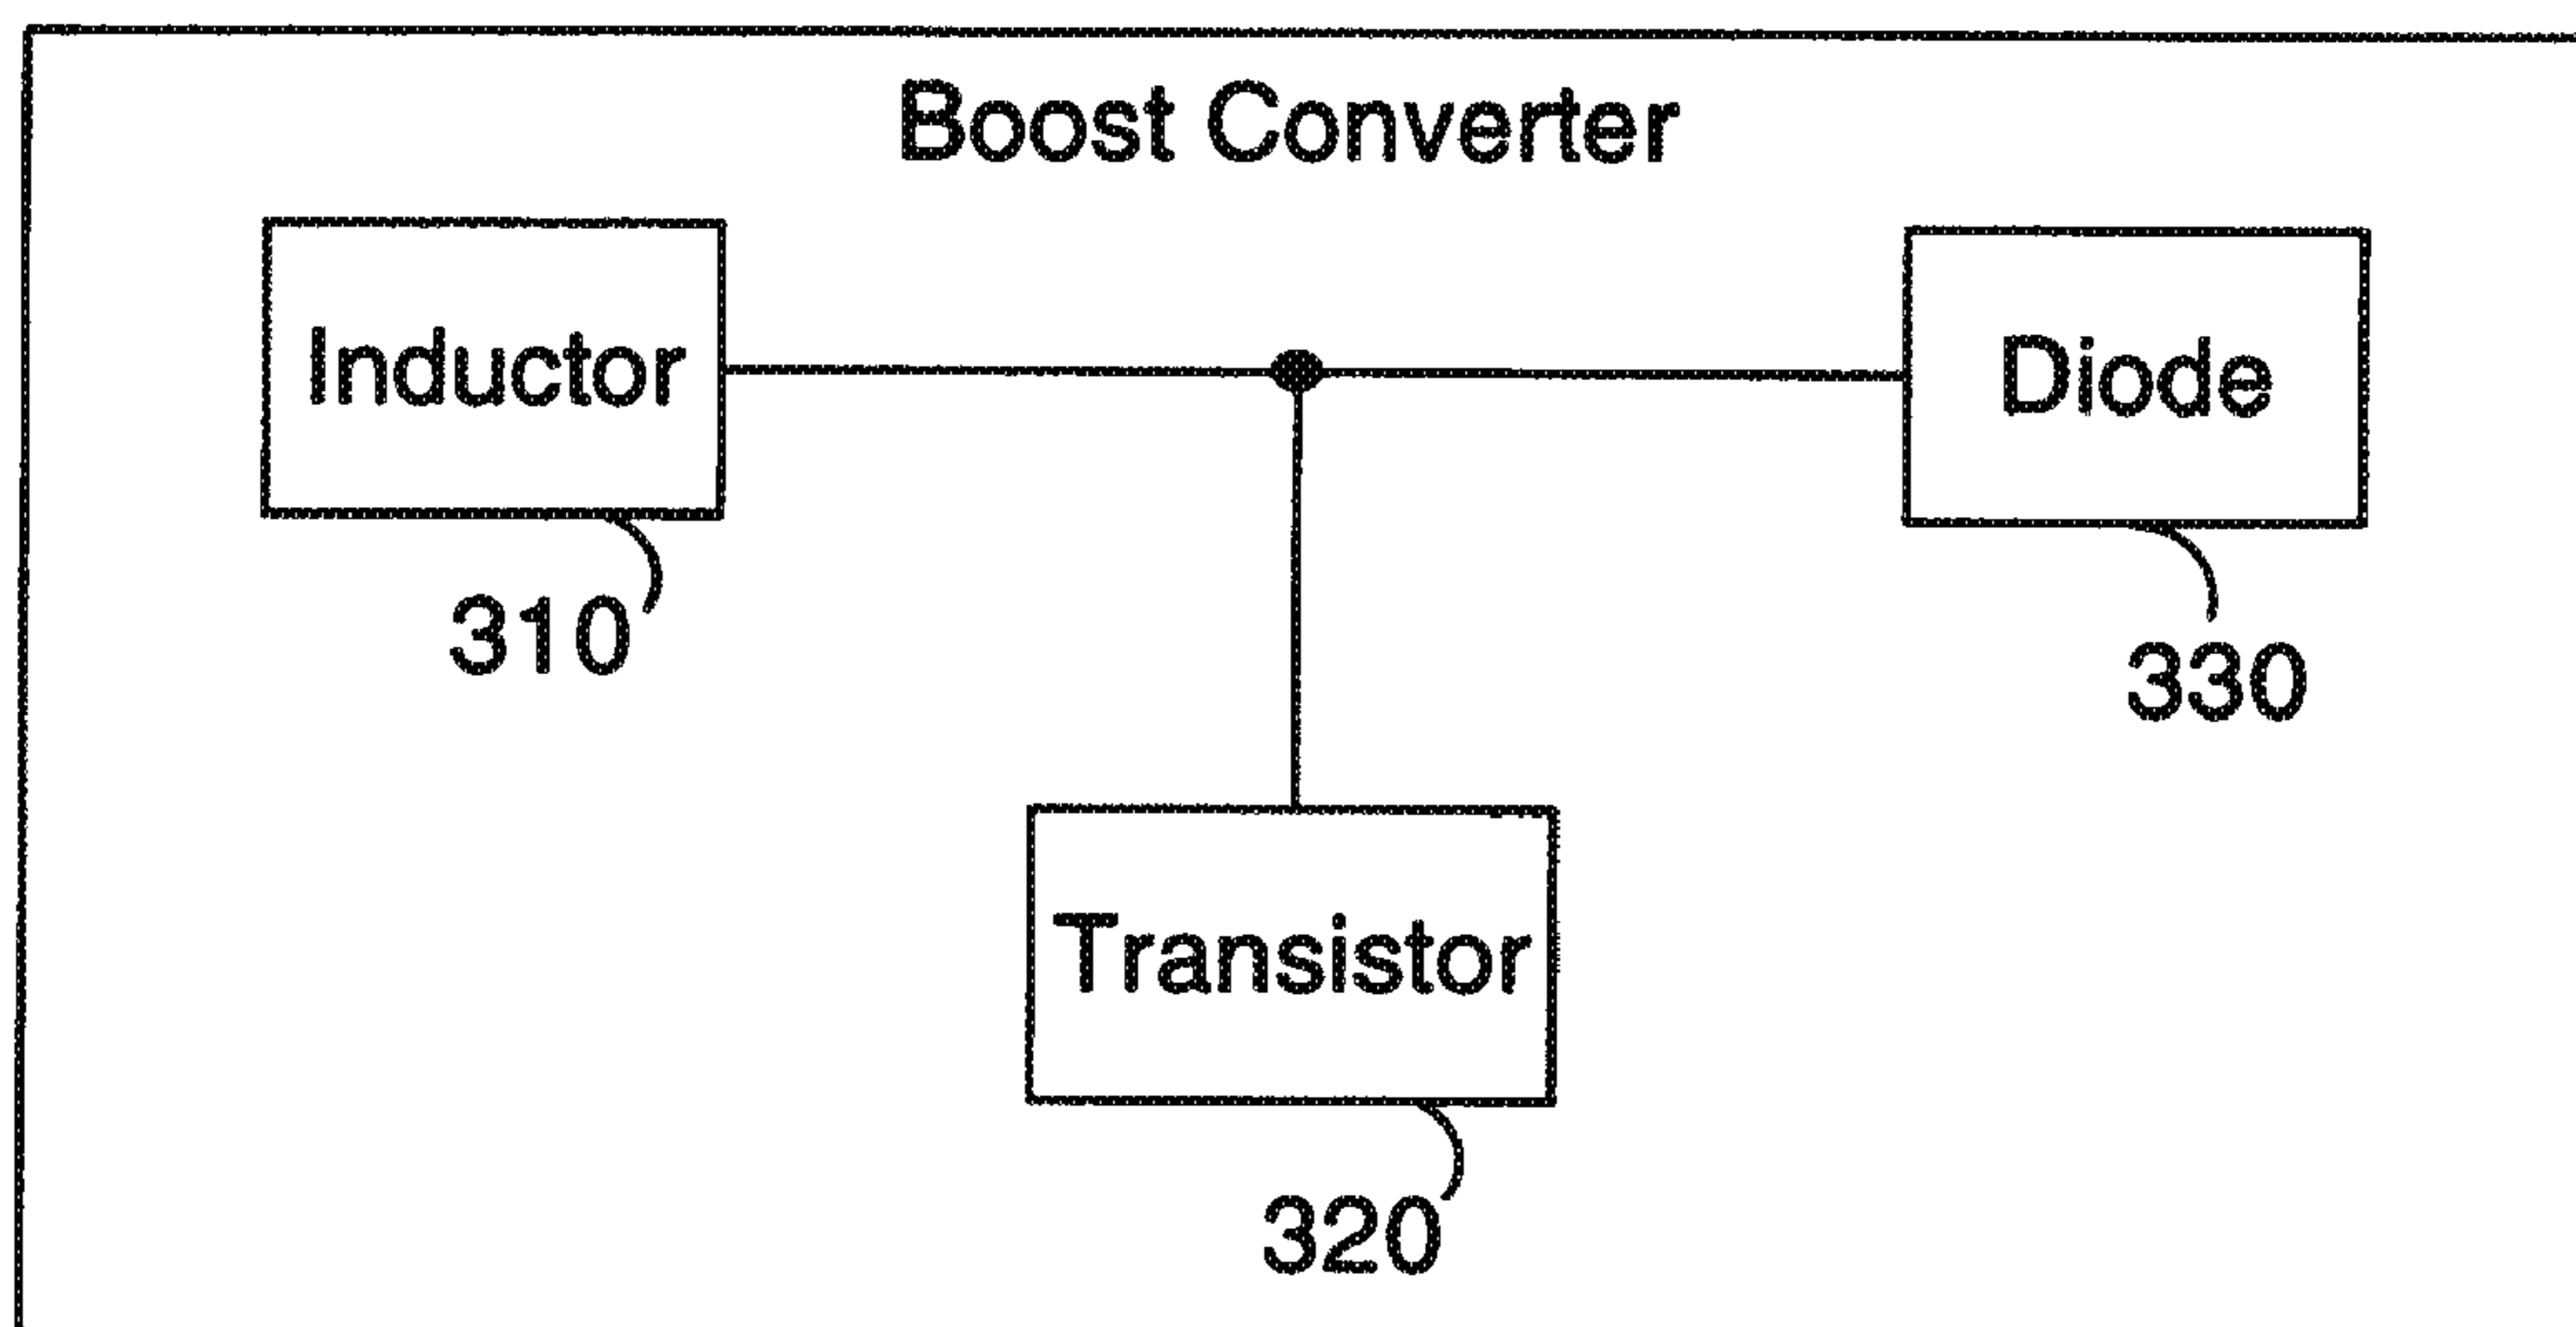 Boost Converter
Inductor
Diode
310
330
Transistor
320